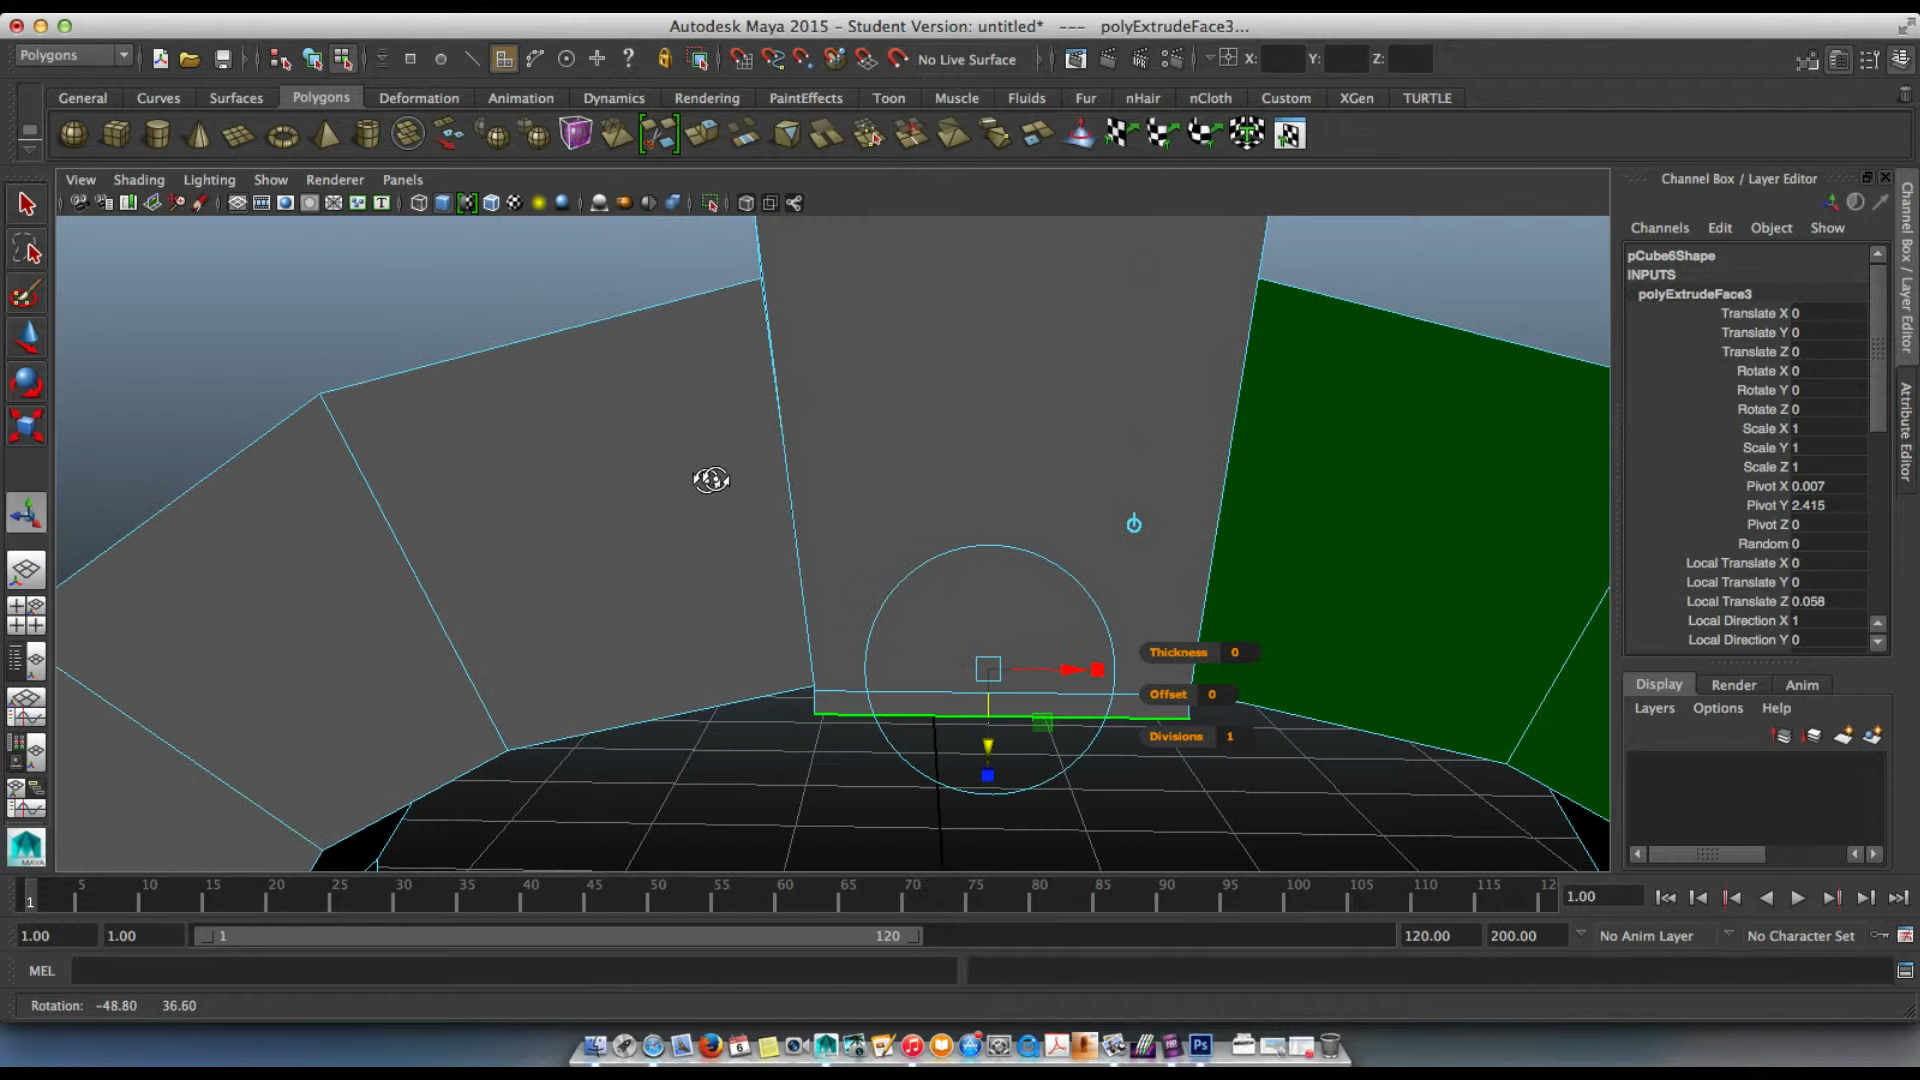 Autodesk Maya 2015 - Student Version: untitled*   ---   polyExtrudeFace3...
Polygons
No Live Surface
X:
Y:
Z:
General
Curves
Surfaces
Polygons
Deformation
Animation
Dynamics
Rendering
PaintEffects
Toon
Muscle
Fluids
Fur
nHair
nCloth
Custom
XGen
TURTLE
View
Shading
Lighting
Show
Renderer
Panels
Channel Box / Layer Editor
Channels
Edit
Object
Show
pCube6Shape
INPUTS
polyExtrudeFace3
Translate X 0
Translate Y 0
Translate Z 0
Rotate X 0
Rotate Y 0
Rotate Z 0
Scale X 1
Scale Y 1
Scale Z 1
Pivot X 0.007
Pivot Y 2.415
Pivot Z 0
Random 0
Local Translate X 0
Local Translate Y 0
Local Translate Z 0.058
Local Direction X 1
Local Direction Y 0
Channel Box / Layer Editor
Attribute Editor
Thickness 0
Offset 0
Divisions 1
Display
Render
Anim
Layers
Options
Help
MAYA
1 5 10 15 20 25 30 35 40 45 50 55 60 65 70 75 80 85 90 95 100 105 110 115 12
1.00
1.00
1.00
1
120
120.00
200.00
No Anim Layer
No Character Set
MEL
Rotation: -48.80 36.60
6
Ps